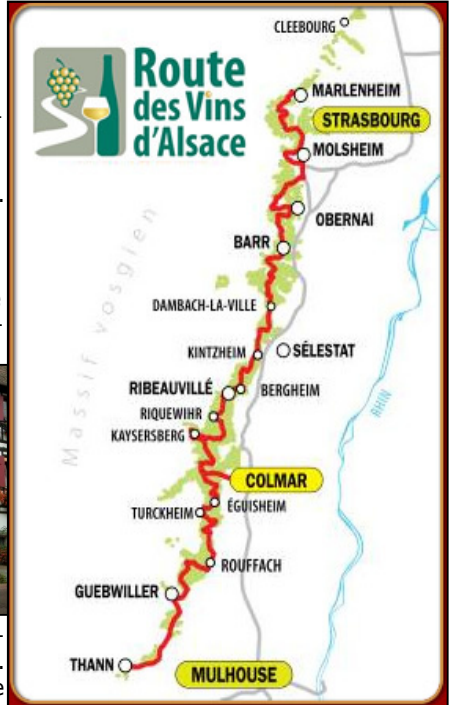 CLEEBOURG
Route
des Vins
d'Alsace
MARLENHEIM
STRASBOURG
MOLSHEIM
OBERNAI
BARR
Massif vosgien
DAMBACH-LA-VILLE
KINTZHEIM
SÉLESTAT
RIBEAUVILLÉ
BERGHEIM
RIQUEWIHR
KAYSERSBERG
RHIN
COLMAR
ÉGUISHEIM
TURCKHEIM
ROUFFACH
GUEBWILLER
THANN
MULHOUSE